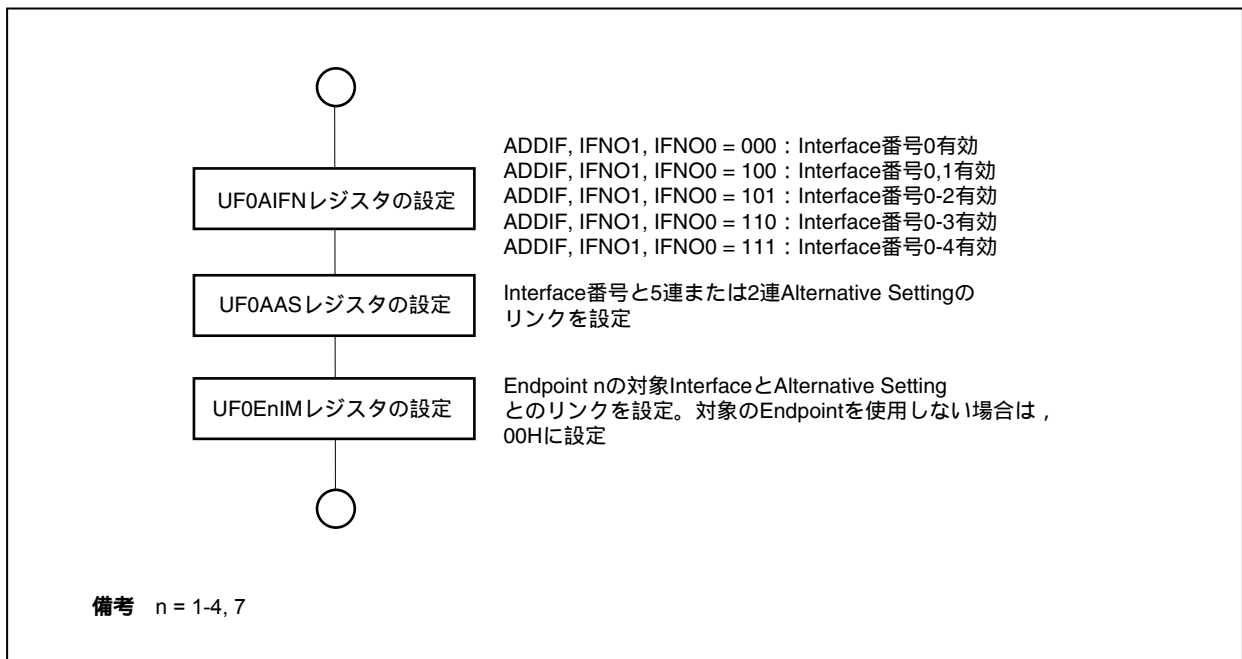 UF0AIFNレジスタの設定
ADDIF, IFNO1, IFNO0 = 000 : Interface番号0有効
ADDIF, IFNO1, IFNO0 = 100 : Interface番号0,1有効
ADDIF, IFNO1, IFNO0 = 101 : Interface番号0-2有効
ADDIF, IFNO1, IFNO0 = 110 : Interface番号0-3有効
ADDIF, IFNO1, IFNO0 = 111 : Interface番号0-4有効
UF0AASレジスタの設定
Interface番号と5連または2連Alternative Settingの
リンクを設定
UF0EnIMレジスタの設定
Endpoint nの対象InterfaceとAlternative Setting
とのリンクを設定。対象のEndpointを使用しない場合は，
00Hに設定
備考 n = 1-4, 7